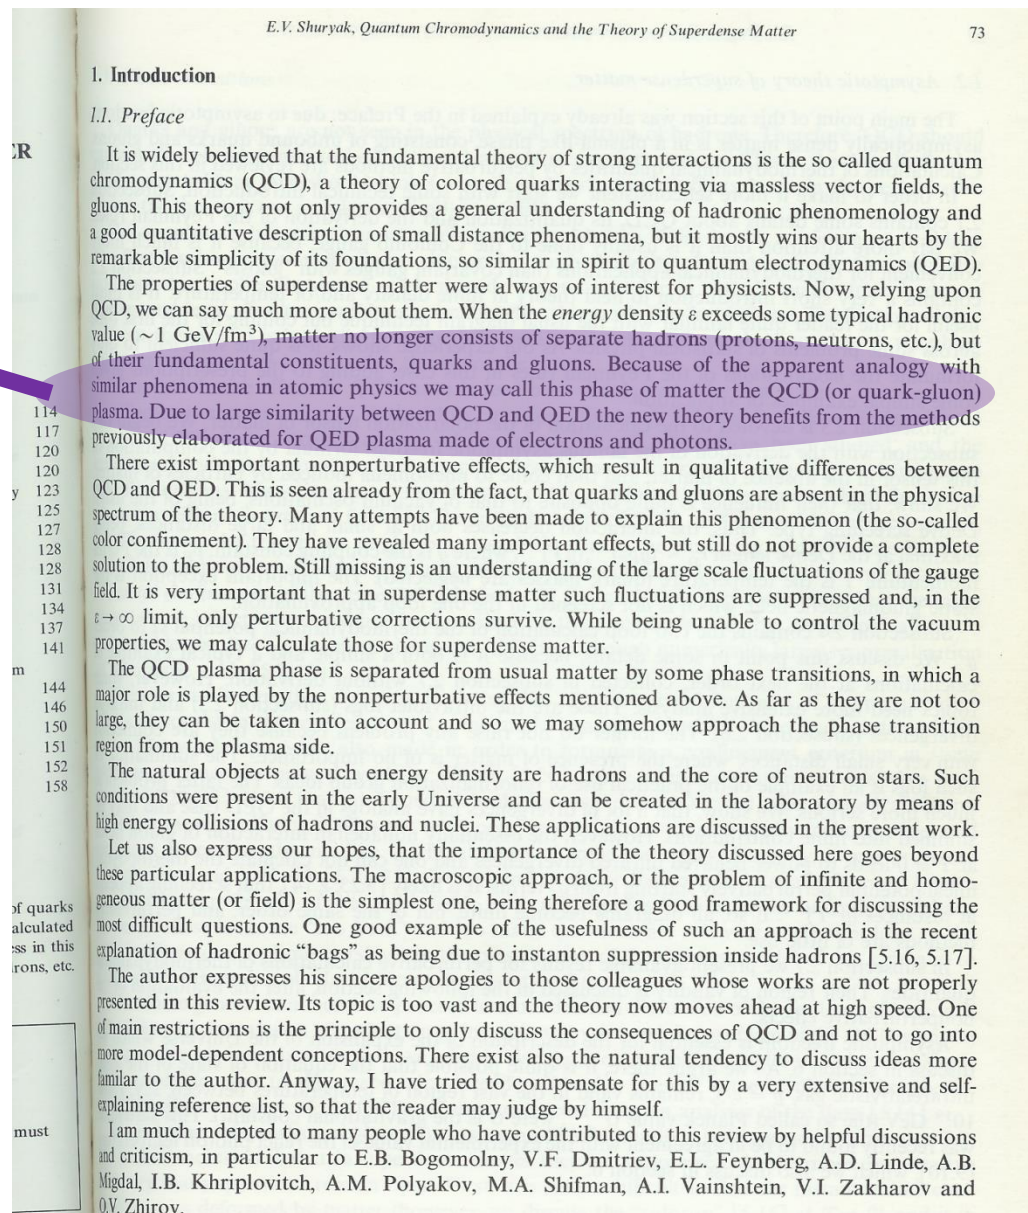 E.V. Shuryak, Quantum Chromodynamics and the Theory of Superdense Matter 73
1. Introduction
1.1. Preface
It is widely believed that the fundamental theory of strong interactions is the so called quantum
chromodynamics (QCD), a theory of colored quarks interacting via massless vector fields, the
gluons. This theory not only provides a general understanding of hadronic phenomenology and
a good quantitative description of small distance phenomena, but it mostly wins our hearts by the
remarkable simplicity of its foundations, so similar in spirit to quantum electrodynamics (QED).
The properties of superdense matter were always of interest for physicists. Now, relying upon
QCD, we can say much more about them. When the energy density ε exceeds some typical hadronic
value (~1 GeV/fm³), matter no longer consists of separate hadrons (protons, neutrons, etc.), but
of their fundamental constituents, quarks and gluons. Because of the apparent analogy with
similar phenomena in atomic physics we may call this phase of matter the QCD (or quark-gluon)
plasma. Due to large similarity between QCD and QED the new theory benefits from the methods
previously elaborated for QED plasma made of electrons and photons.
There exist important nonperturbative effects, which result in qualitative differences between
QCD and QED. This is seen already from the fact, that quarks and gluons are absent in the physical
spectrum of the theory. Many attempts have been made to explain this phenomenon (the so-called
color confinement). They have revealed many important effects, but still do not provide a complete
solution to the problem. Still missing is an understanding of the large scale fluctuations of the gauge
field. It is very important that in superdense matter such fluctuations are suppressed and, in the
ε → ∞ limit, only perturbative corrections survive. While being unable to control the vacuum
properties, we may calculate those for superdense matter.
The QCD plasma phase is separated from usual matter by some phase transitions, in which a
major role is played by the nonperturbative effects mentioned above. As far as they are not too
large, they can be taken into account and so we may somehow approach the phase transition
region from the plasma side.
The natural objects at such energy density are hadrons and the core of neutron stars. Such
conditions were present in the early Universe and can be created in the laboratory by means of
high energy collisions of hadrons and nuclei. These applications are discussed in the present work.
Let us also express our hopes, that the importance of the theory discussed here goes beyond
these particular applications. The macroscopic approach, or the problem of infinite and homo-
geneous matter (or field) is the simplest one, being therefore a good framework for discussing the
most difficult questions. One good example of the usefulness of such an approach is the recent
explanation of hadronic "bags" as being due to instanton suppression inside hadrons [5.16, 5.17].
The author expresses his sincere apologies to those colleagues whose works are not properly
presented in this review. Its topic is too vast and the theory now moves ahead at high speed. One
of main restrictions is the principle to only discuss the consequences of QCD and not to go into
more model-dependent conceptions. There exist also the natural tendency to discuss ideas more
familar to the author. Anyway, I have tried to compensate for this by a very extensive and self-
explaining reference list, so that the reader may judge by himself.
I am much indepted to many people who have contributed to this review by helpful discussions
and criticism, in particular to E.B. Bogomolny, V.F. Dmitriev, E.L. Feynberg, A.D. Linde, A.B.
Migdal, I.B. Khriplovitch, A.M. Polyakov, M.A. Shifman, A.I. Vainshtein, V.I. Zakharov and
O.V. Zhirov.
ER
114
117
120
120
y 123
125
127
128
128
131
134
137
141
m
144
146
150
151
152
158
of quarks
alculated
ss in this
rons, etc.
must